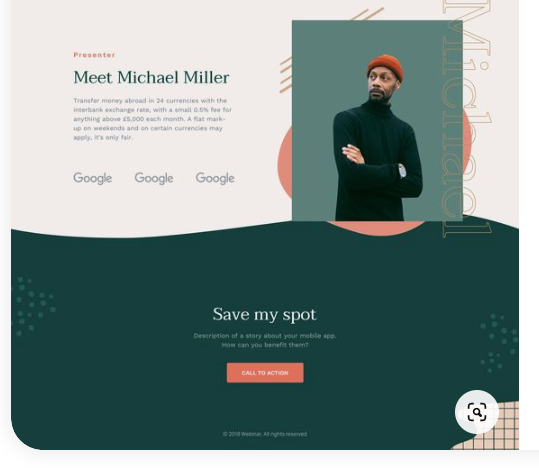 Presenter
Meet Michael Miller
Transfer money abroad in 24 currencies with the
interbank exchange rate, with a small 0.5% fee for
anything above £5,000 each month. A flat mark-
up on weekends and on certain currencies may
apply, it's only fair.
Google Google Google
Michael
Save my spot
Description of a story about your mobile app.
How can you benefit them?
CALL TO ACTION
© 2019 Webinar. All rights reserved